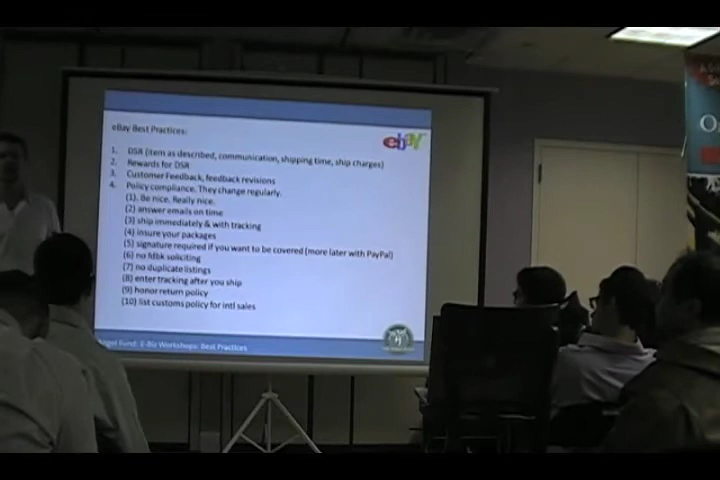 eBay Best Practices:
ebay
1. DSR (item as described, communication, shipping time, ship charges)
2. Rewards for DSR
3. Customer Feedback, feedback revisions
4. Policy compliance. They change regularly.
(1). Be nice. Really nice.
(2) answer emails on time
(3) ship immediately & with tracking
(4) insure your packages
(5) signature required if you want to be covered (more later with PayPal)
(6) no fdbk soliciting
(7) no duplicate listings
(8) enter tracking after you ship
(9) honor return policy
(10) list customs policy for intl sales
Fund: E-Biz Workshops: Best Practices